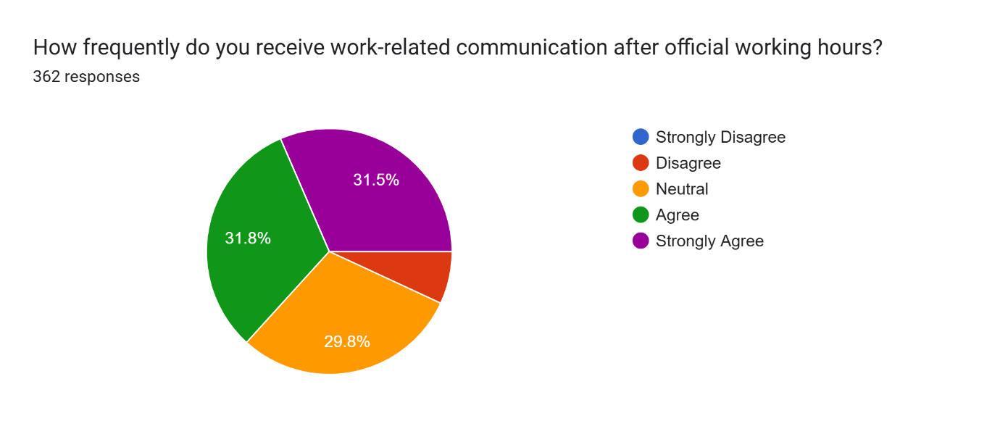 How frequently do you receive work-related communication after official working hours?
362 responses
31.5%
31.8%
29.8%
Strongly Disagree
Disagree
Neutral
Agree
Strongly Agree